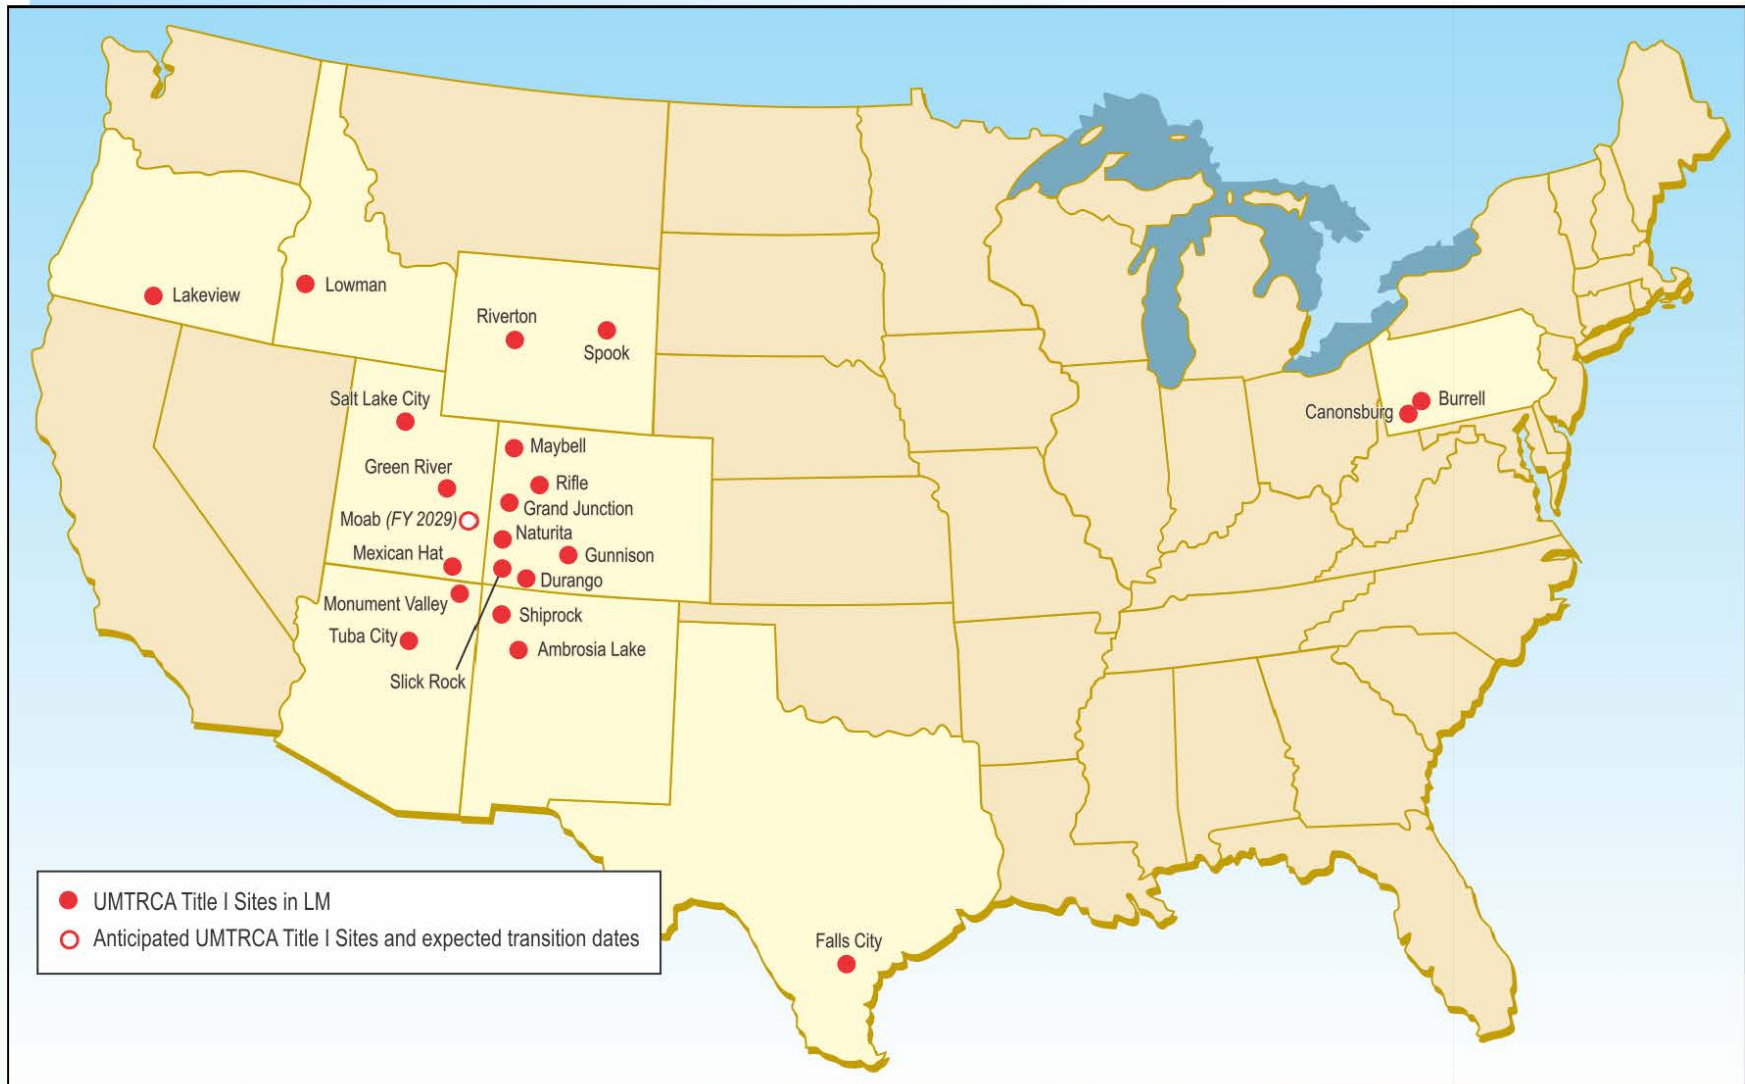 Lakeview
Lowman
Riverton
Spook
Salt Lake City
Green River
Moab (FY 2029)
Mexican Hat
Monument Valley
Tuba City
Slick Rock
Maybell
Rifle
Grand Junction
Naturita
Gunnison
Durango
Shiprock
Ambrosia Lake
Canonsburg
Burrell
Falls City
UMTRCA Title I Sites in LM
Anticipated UMTRCA Title I Sites and expected transition dates